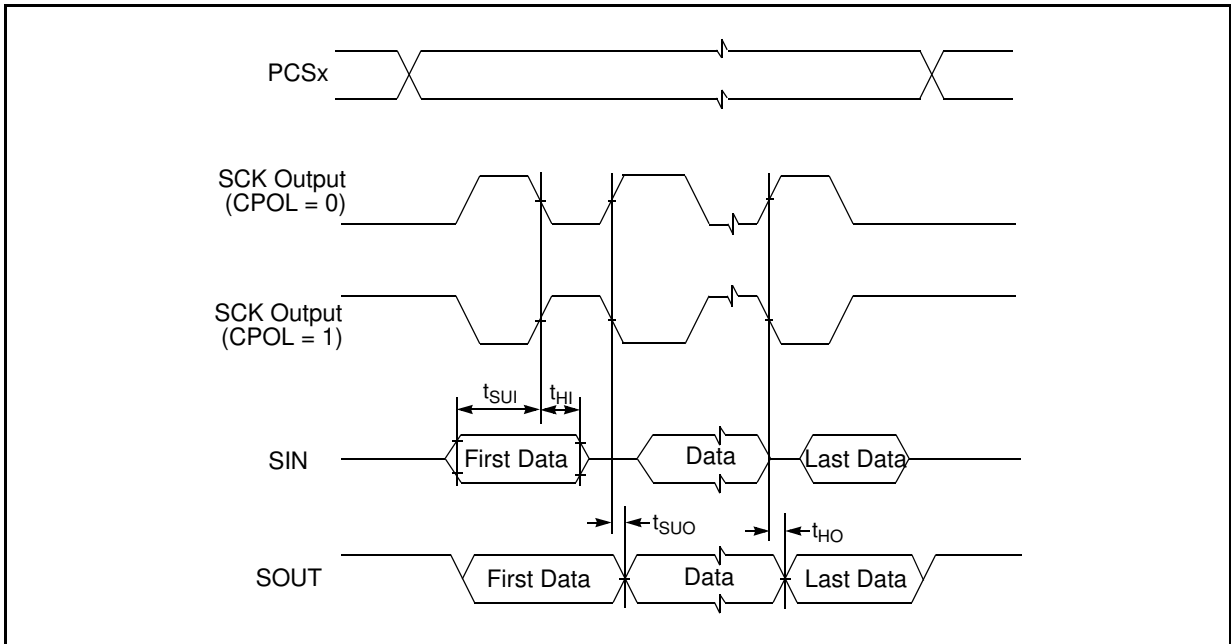 PCSx
SCK Output
(CPOL = 0)
SCK Output
(CPOL = 1)
tSUI
tHI
SIN
First Data
Data
Last Data
tSUO
tHO
SOUT
First Data
Data
Last Data